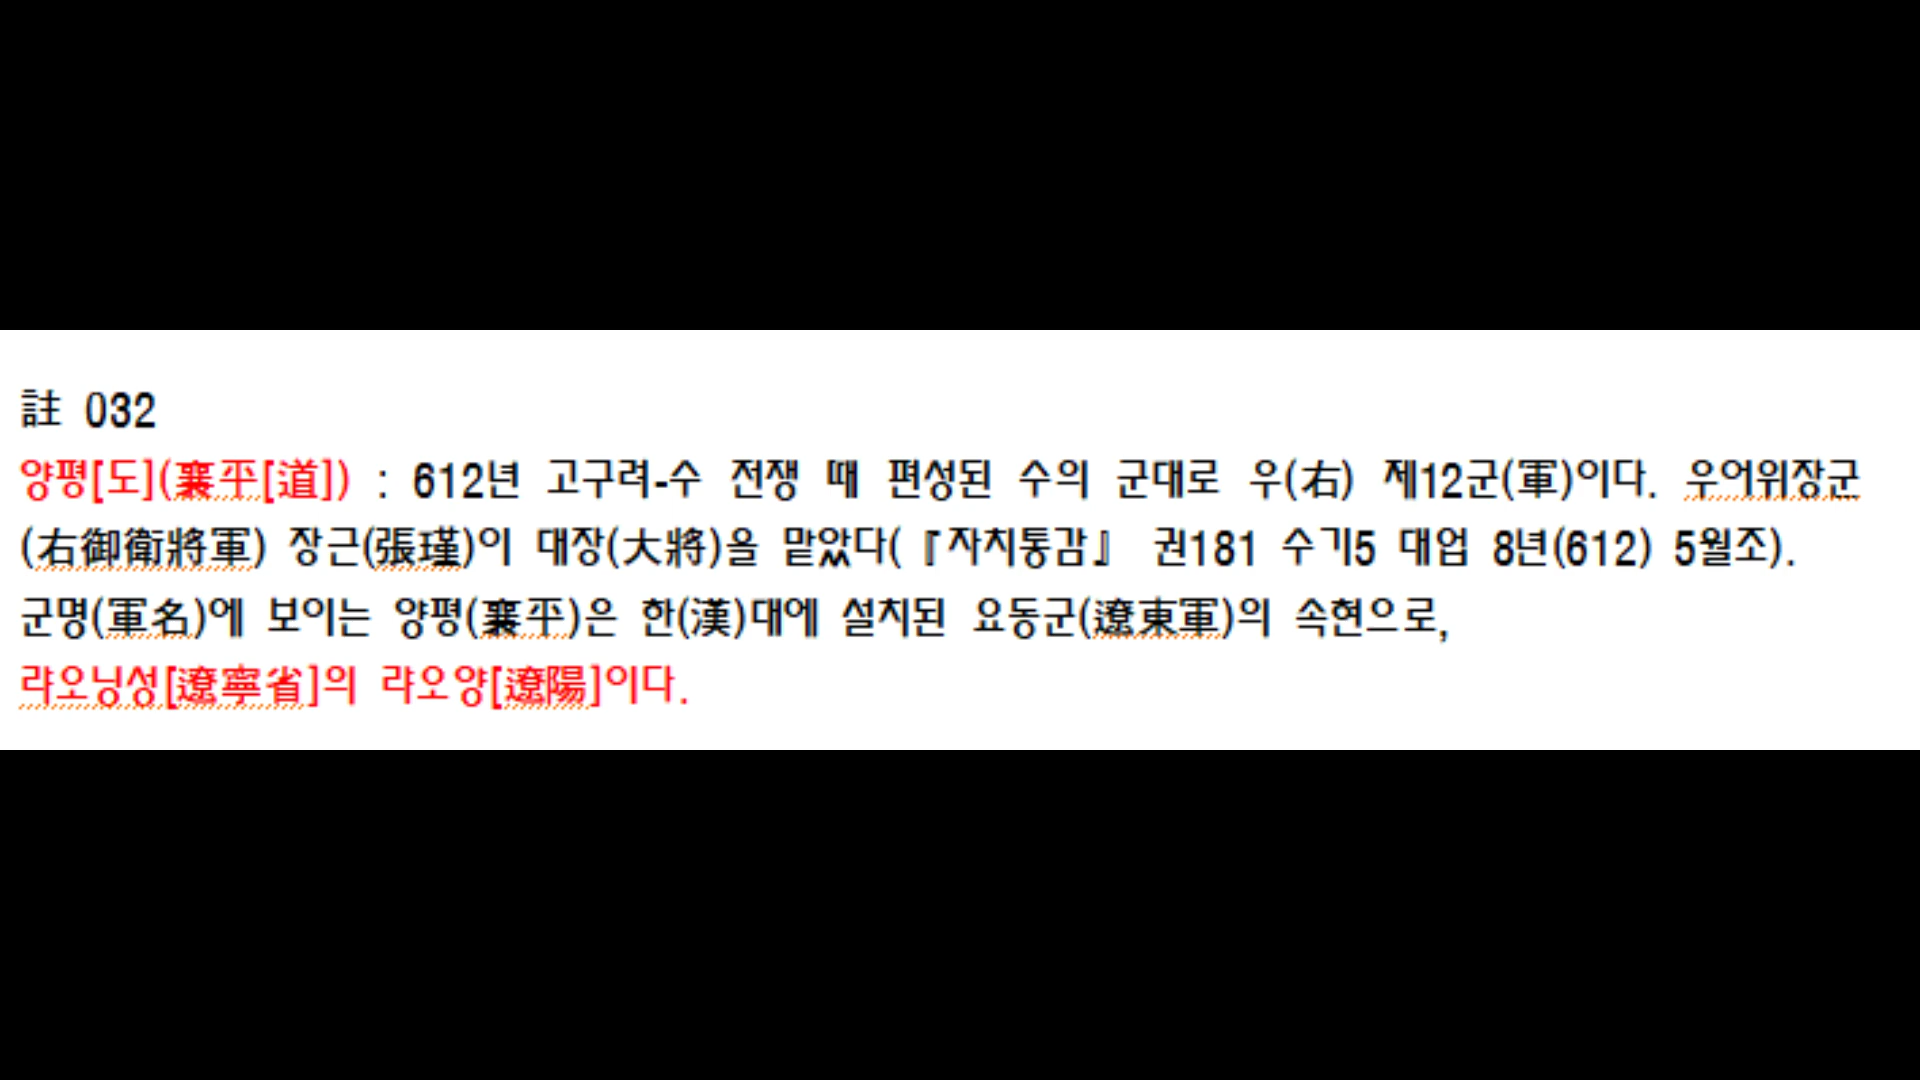 註 032
양평[도](襄平[道]) : 612년 고구려-수 전쟁 때 편성된 수의 군대로 우(右) 제12군(軍)이다. 우어위장군
(右御衛將軍) 장근(張瑾)이 대장(大將)을 맡았다(『자치통감』 권181 수기5 대업 8년(612) 5월조).
군명(軍名)에 보이는 양평(襄平)은 한(漢)대에 설치된 요동군(遼東軍)의 속현으로,
랴오닝성[遼寧省]의 랴오양[遼陽]이다.